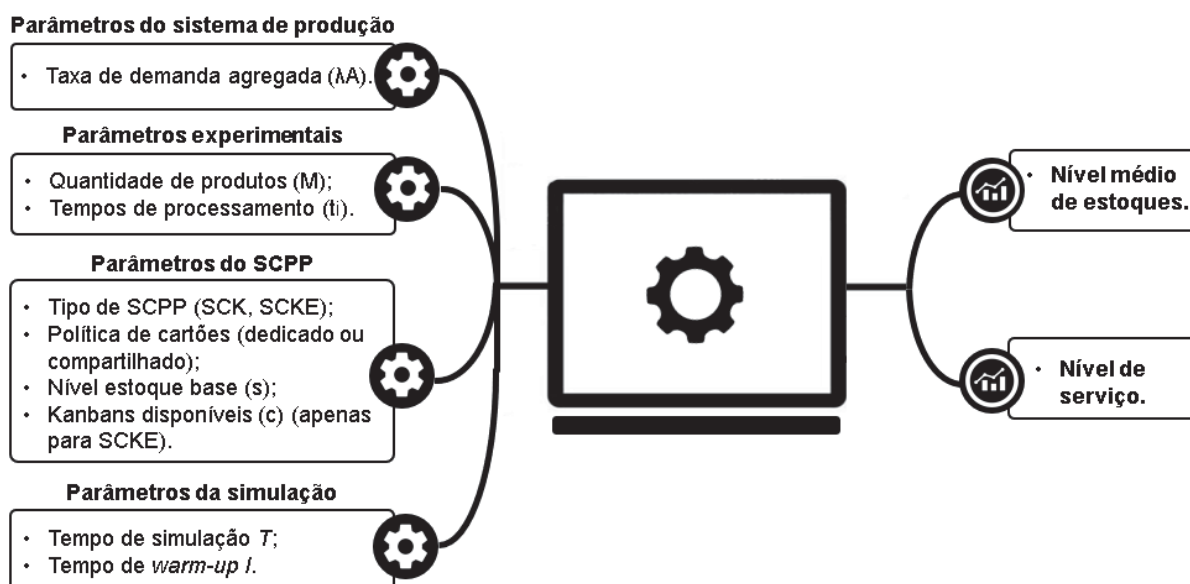 Parâmetros do sistema de produção
• Taxa de demanda agregada (λA).
Parâmetros experimentais
• Quantidade de produtos (M);
• Tempos de processamento (ti).
Parâmetros do SCPP
• Tipo de SCPP (SCK, SCKE);
• Política de cartões (dedicado ou
compartilhado);
• Nível estoque base (s);
• Kanbans disponíveis (c) (apenas
para SCKE).
Parâmetros da simulação
• Tempo de simulação T;
• Tempo de warm-up l.
• Nível médio
de estoques.
• Nível de
serviço.